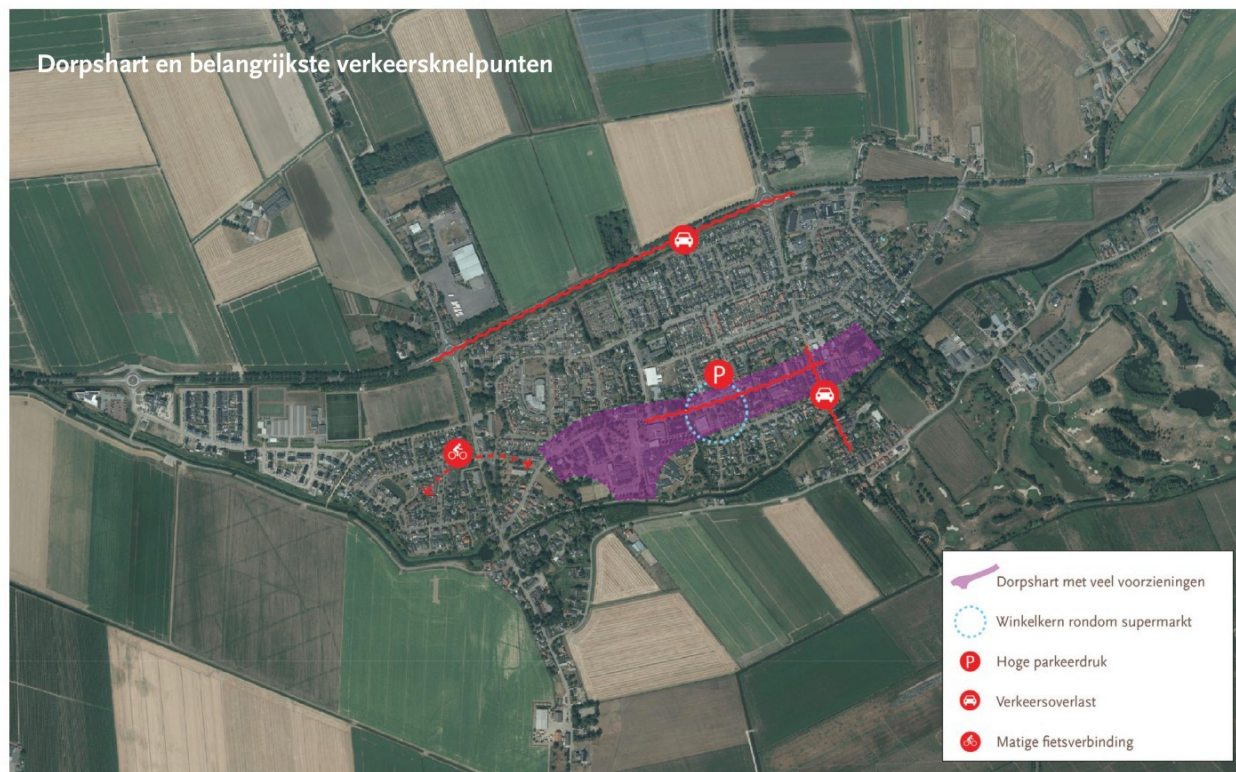 Dorpshart en belangrijkste verkeersknelpunten
P
Dorpshart met veel voorzieningen
Winkelkern rondom supermarkt
P Hoge parkeerdruk
Verkeersoverlast
Matige fietsverbinding